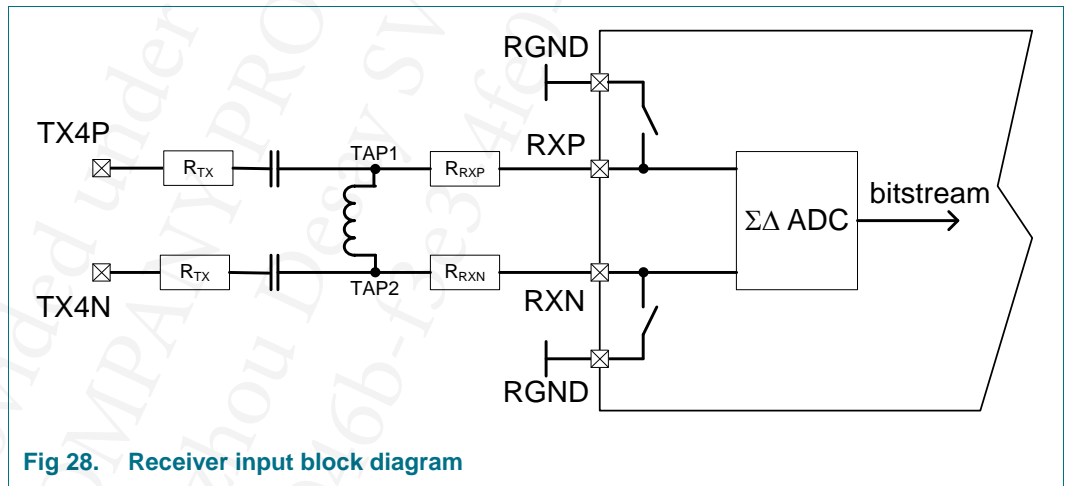 RGND
TX4P
TAP1
RXP
RTX
RRXP
bitstream
ΣΔ ADC
RTX
RRXN
TX4N
TAP2
RXN
RGND
Fig 28. Receiver input block diagram